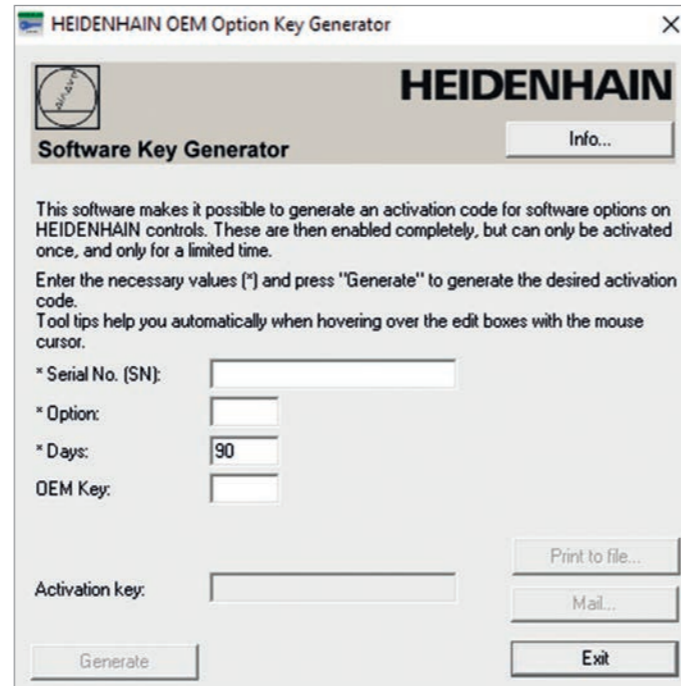 HEIDENHAIN OEM Option Key Generator
HEIDENHAIN
Software Key Generator
Info...
This software makes it possible to generate an activation code for software options on
HEIDENHAIN controls. These are then enabled completely, but can only be activated
once, and only for a limited time.
Enter the necessary values (*) and press "Generate" to generate the desired activation
code.
Tool tips help you automatically when hovering over the edit boxes with the mouse
cursor.
* Serial No. (SN):
* Option:
* Days: 90
OEM Key:
Print to file...
Activation key:
Mail...
Generate
Exit